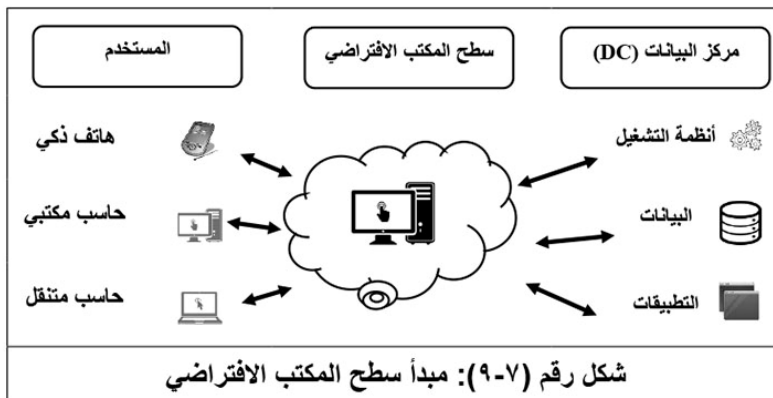 مركز البيانات (DC)
سطح المكتب الافتراضي
المستخدم
أنظمة التشغيل
البيانات
التطبيقات
هاتف ذكي
حاسب مكتبي
حاسب متنقل
شكل رقم (٧-٩): مبدأ سطح المكتب الافتراضي